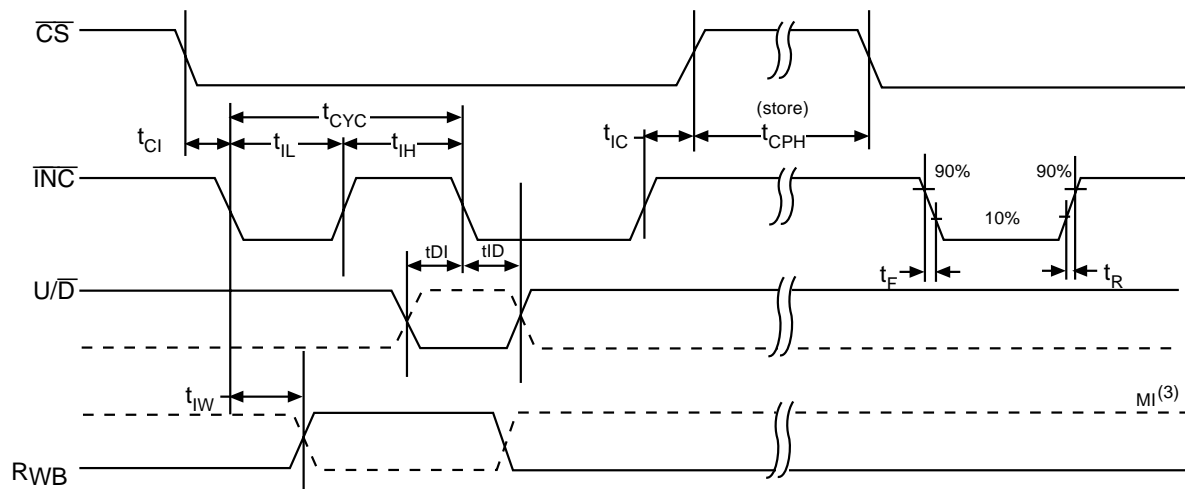 CS
(store)
tCYC
tCI
tIL
tIH
tIC
tCPH
INC
90%
90%
10%
tDI
tID
tF
tR
U/D
tIW
MI(3)
RWB